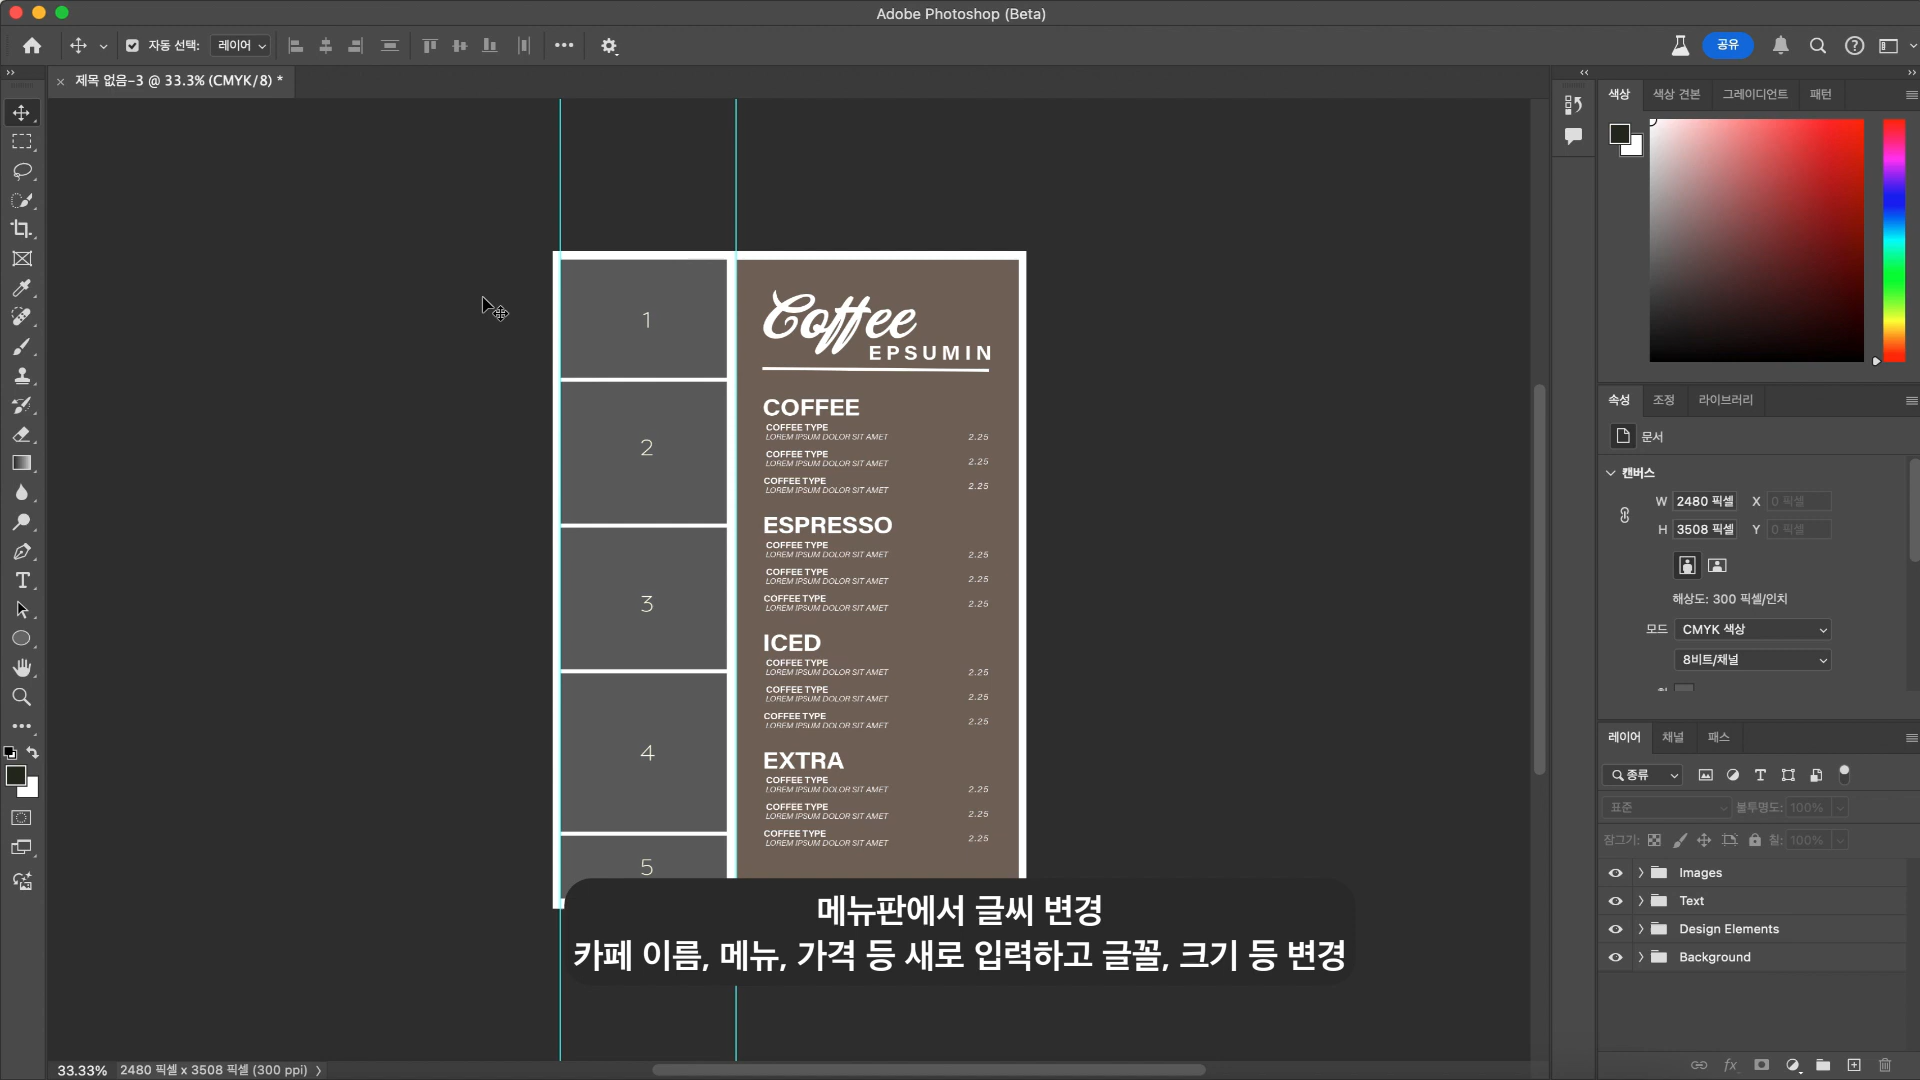 Adobe Photoshop (Beta)
자동 선택: 레이어
공유
제목 없음-3 @ 33.3% (CMYK/8) *
색상 색상 견본 그레이디언트 패턴
1
2
3
4
5
Coffee
EPSUMIN
COFFEE
COFFEE TYPE
LOREM IPSUM DOLOR SIT AMET 2.25
COFFEE TYPE
LOREM IPSUM DOLOR SIT AMET 2.25
COFFEE TYPE
LOREM IPSUM DOLOR SIT AMET 2.25
ESPRESSO
COFFEE TYPE
LOREM IPSUM DOLOR SIT AMET 2.25
COFFEE TYPE
LOREM IPSUM DOLOR SIT AMET 2.25
COFFEE TYPE
LOREM IPSUM DOLOR SIT AMET 2.25
ICED
COFFEE TYPE
LOREM IPSUM DOLOR SIT AMET 2.25
COFFEE TYPE
LOREM IPSUM DOLOR SIT AMET 2.25
COFFEE TYPE
LOREM IPSUM DOLOR SIT AMET 2.25
EXTRA
COFFEE TYPE
LOREM IPSUM DOLOR SIT AMET 2.25
COFFEE TYPE
LOREM IPSUM DOLOR SIT AMET 2.25
COFFEE TYPE
LOREM IPSUM DOLOR SIT AMET 2.25
메뉴판에서 글씨 변경
카페 이름, 메뉴, 가격 등 새로 입력하고 글꼴, 크기 등 변경
속성 조정 라이브러리
문서
캔버스
W 2480 픽셀 X 0 픽셀
H 3508 픽셀 Y 0 픽셀
해상도: 300 픽셀/인치
모드 CMYK 색상
8비트/채널
레이어 채널 패스
종류
표준 불투명도: 100%
잠그기: 칠: 100%
Images
Text
Design Elements
Background
fx
33.33% 2480 픽셀 x 3508 픽셀 (300 ppi)